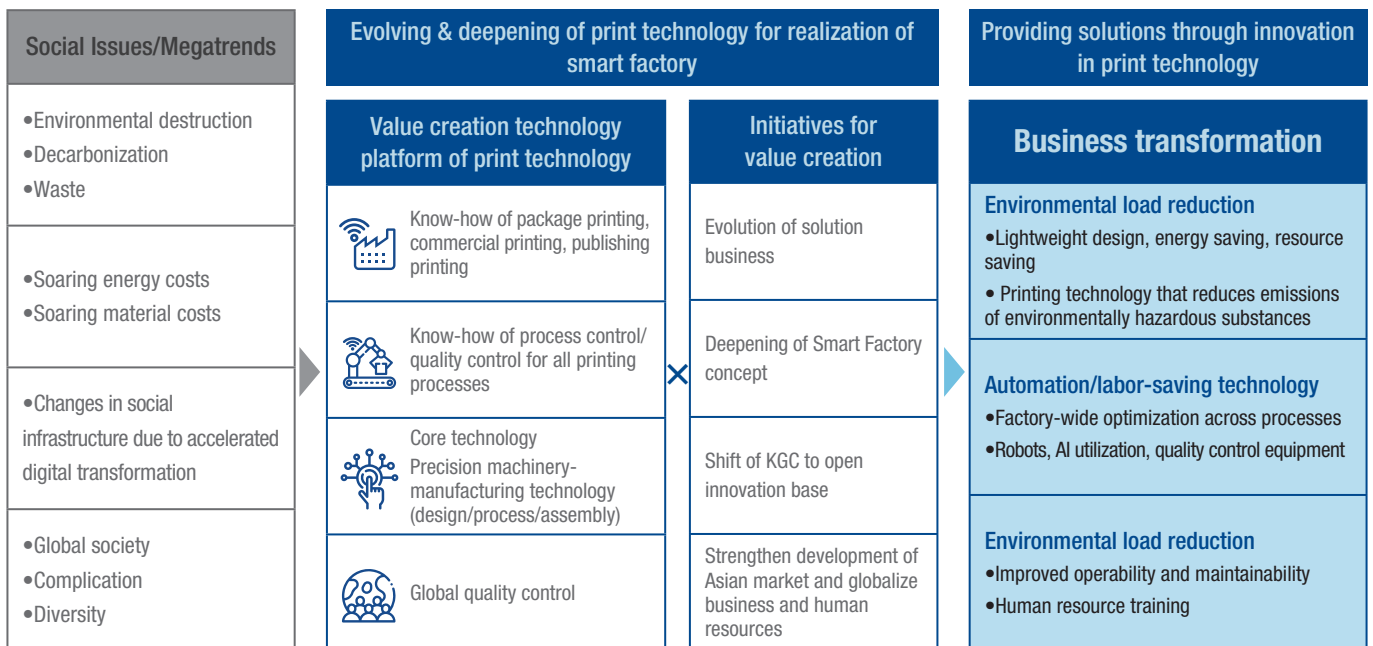 Social Issues/Megatrends
•Environmental destruction
•Decarbonization
•Waste
•Soaring energy costs
•Soaring material costs
•Changes in social
infrastructure due to accelerated
digital transformation
•Global society
•Complication
•Diversity
Evolving & deepening of print technology for realization of
smart factory
Value creation technology
platform of print technology
Know-how of package printing,
commercial printing, publishing
printing
Know-how of process control/
quality control for all printing
processes
Core technology
Precision machinery-
manufacturing technology
(design/process/assembly)
Global quality control
×
Initiatives for
value creation
Evolution of solution
business
Deepening of Smart Factory
concept
Shift of KGC to open
innovation base
Strengthen development of
Asian market and globalize
business and human
resources
Providing solutions through innovation
in print technology
Business transformation
Environmental load reduction
•Lightweight design, energy saving, resource
saving
• Printing technology that reduces emissions
of environmentally hazardous substances
Automation/labor-saving technology
•Factory-wide optimization across processes
•Robots, AI utilization, quality control equipment
Environmental load reduction
•Improved operability and maintainability
•Human resource training